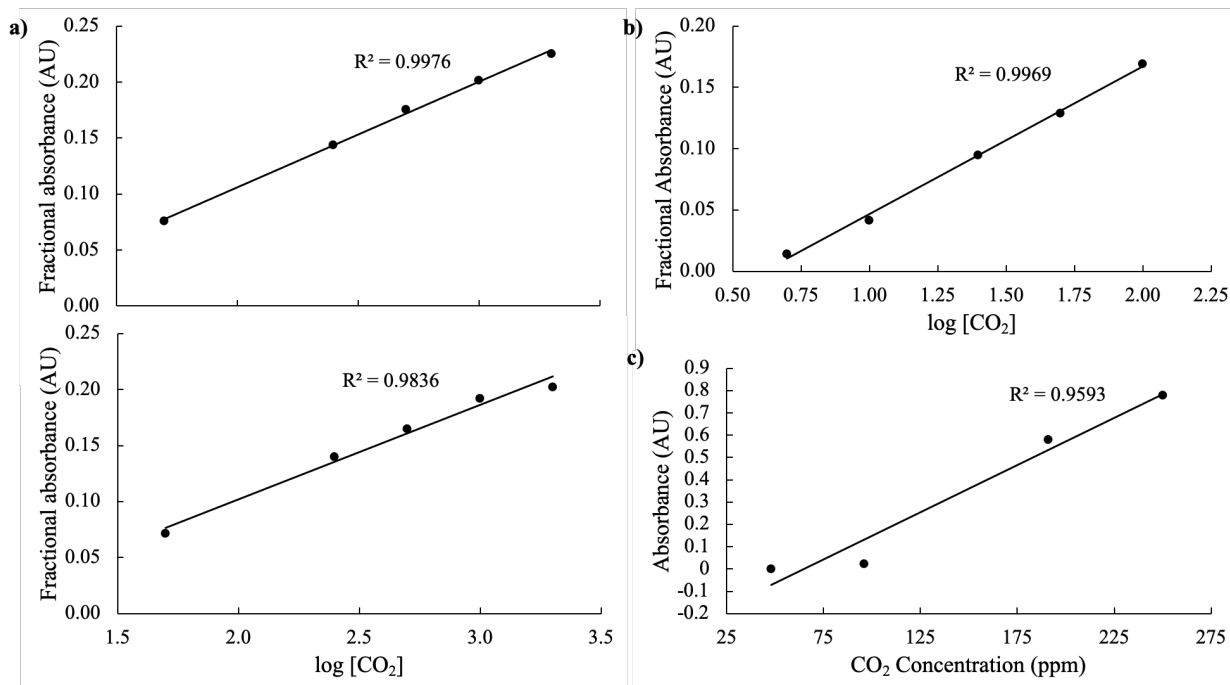 a)
0.25
0.20
0.15
0.10
0.05
0.00
Fractional absorbance (AU)
R² = 0.9976
0.25
0.20
0.15
0.10
0.05
0.00
Fractional absorbance (AU)
R² = 0.9836
1.5 2.0 2.5 3.0 3.5
log [CO₂]
b)
0.20
0.15
0.10
0.05
0.00
Fractional Absorbance (AU)
R² = 0.9969
0.50 0.75 1.00 1.25 1.50 1.75 2.00 2.25
log [CO₂]
c)
0.9
0.8
0.7
0.6
0.5
0.4
0.3
0.2
0.1
0
-0.1
-0.2
Absorbance (AU)
R² = 0.9593
25 75 125 175 225 275
CO₂ Concentration (ppm)